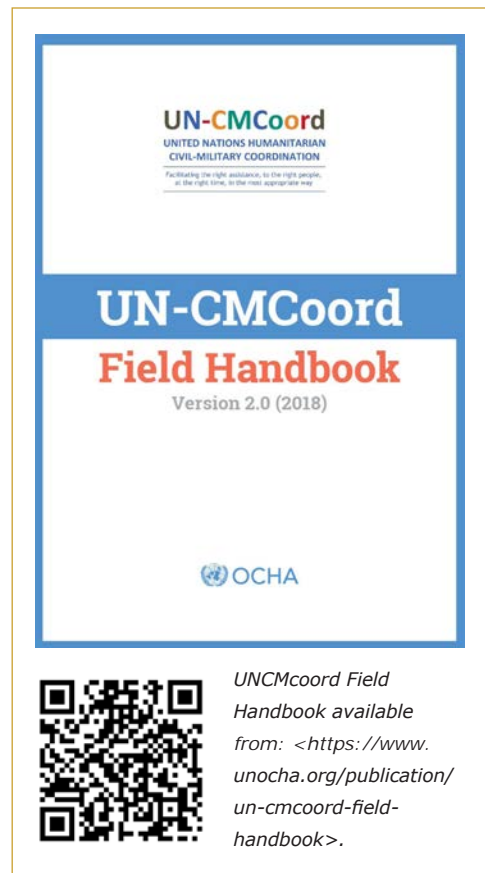 UN-CMCoord
UNITED NATIONS HUMANITARIAN
CIVIL-MILITARY COORDINATION
Facilitating the right assistance, to the right people,
at the right time, in the most appropriate way
UN-CMCoord
Field Handbook
Version 2.0 (2018)
OCHA
UNCMcoord Field
Handbook available
from: <https://www.
unocha.org/publication/
un-cmcoord-field-
handbook>.